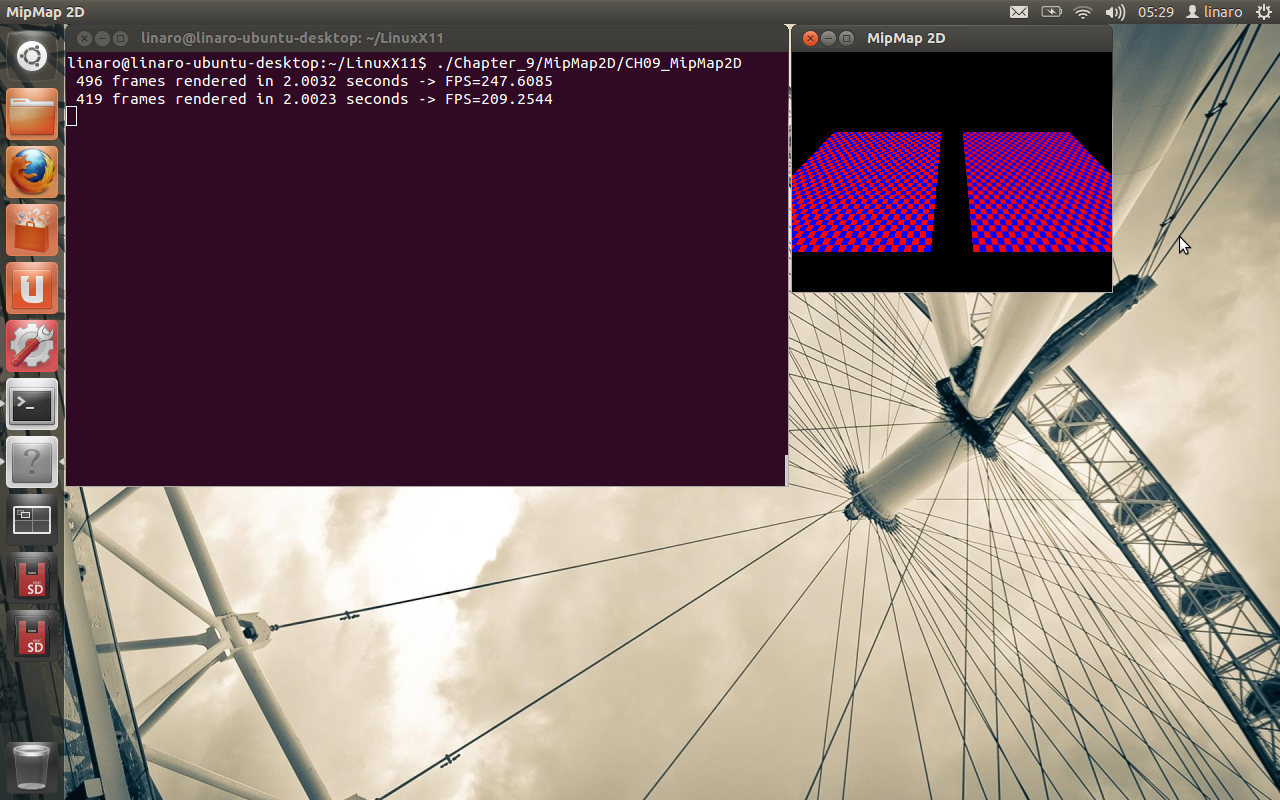 MipMap 2D
05:29 linaro
linaro@linaro-ubuntu-desktop: ~/LinuxX11
MipMap 2D
linaro@linaro-ubuntu-desktop:~/LinuxX11$ ./Chapter_9/MipMap2D/CH09_MipMap2D
496 frames rendered in 2.0032 seconds -> FPS=247.6085
419 frames rendered in 2.0023 seconds -> FPS=209.2544
U
>_
?
SD
SD